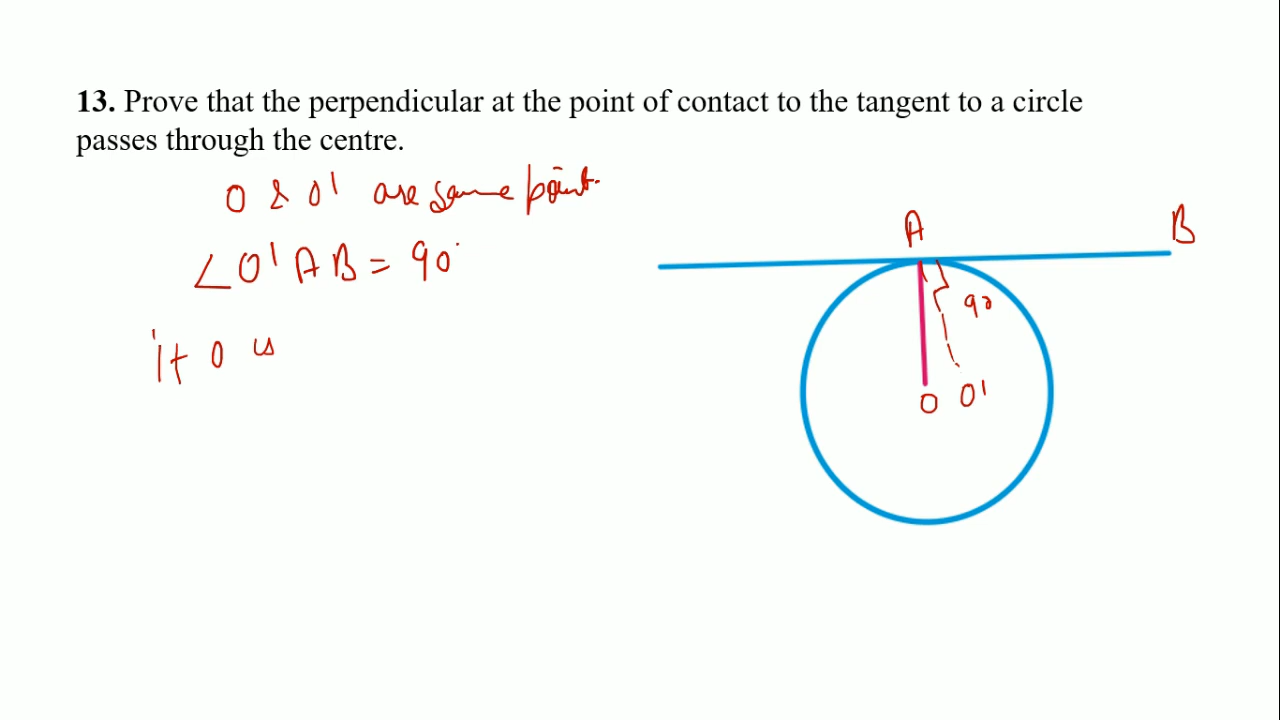 13. Prove that the perpendicular at the point of contact to the tangent to a circle
passes through the centre.
O & O' are same point.
∠O'AB = 90°
it O is
A
B
90
O O'